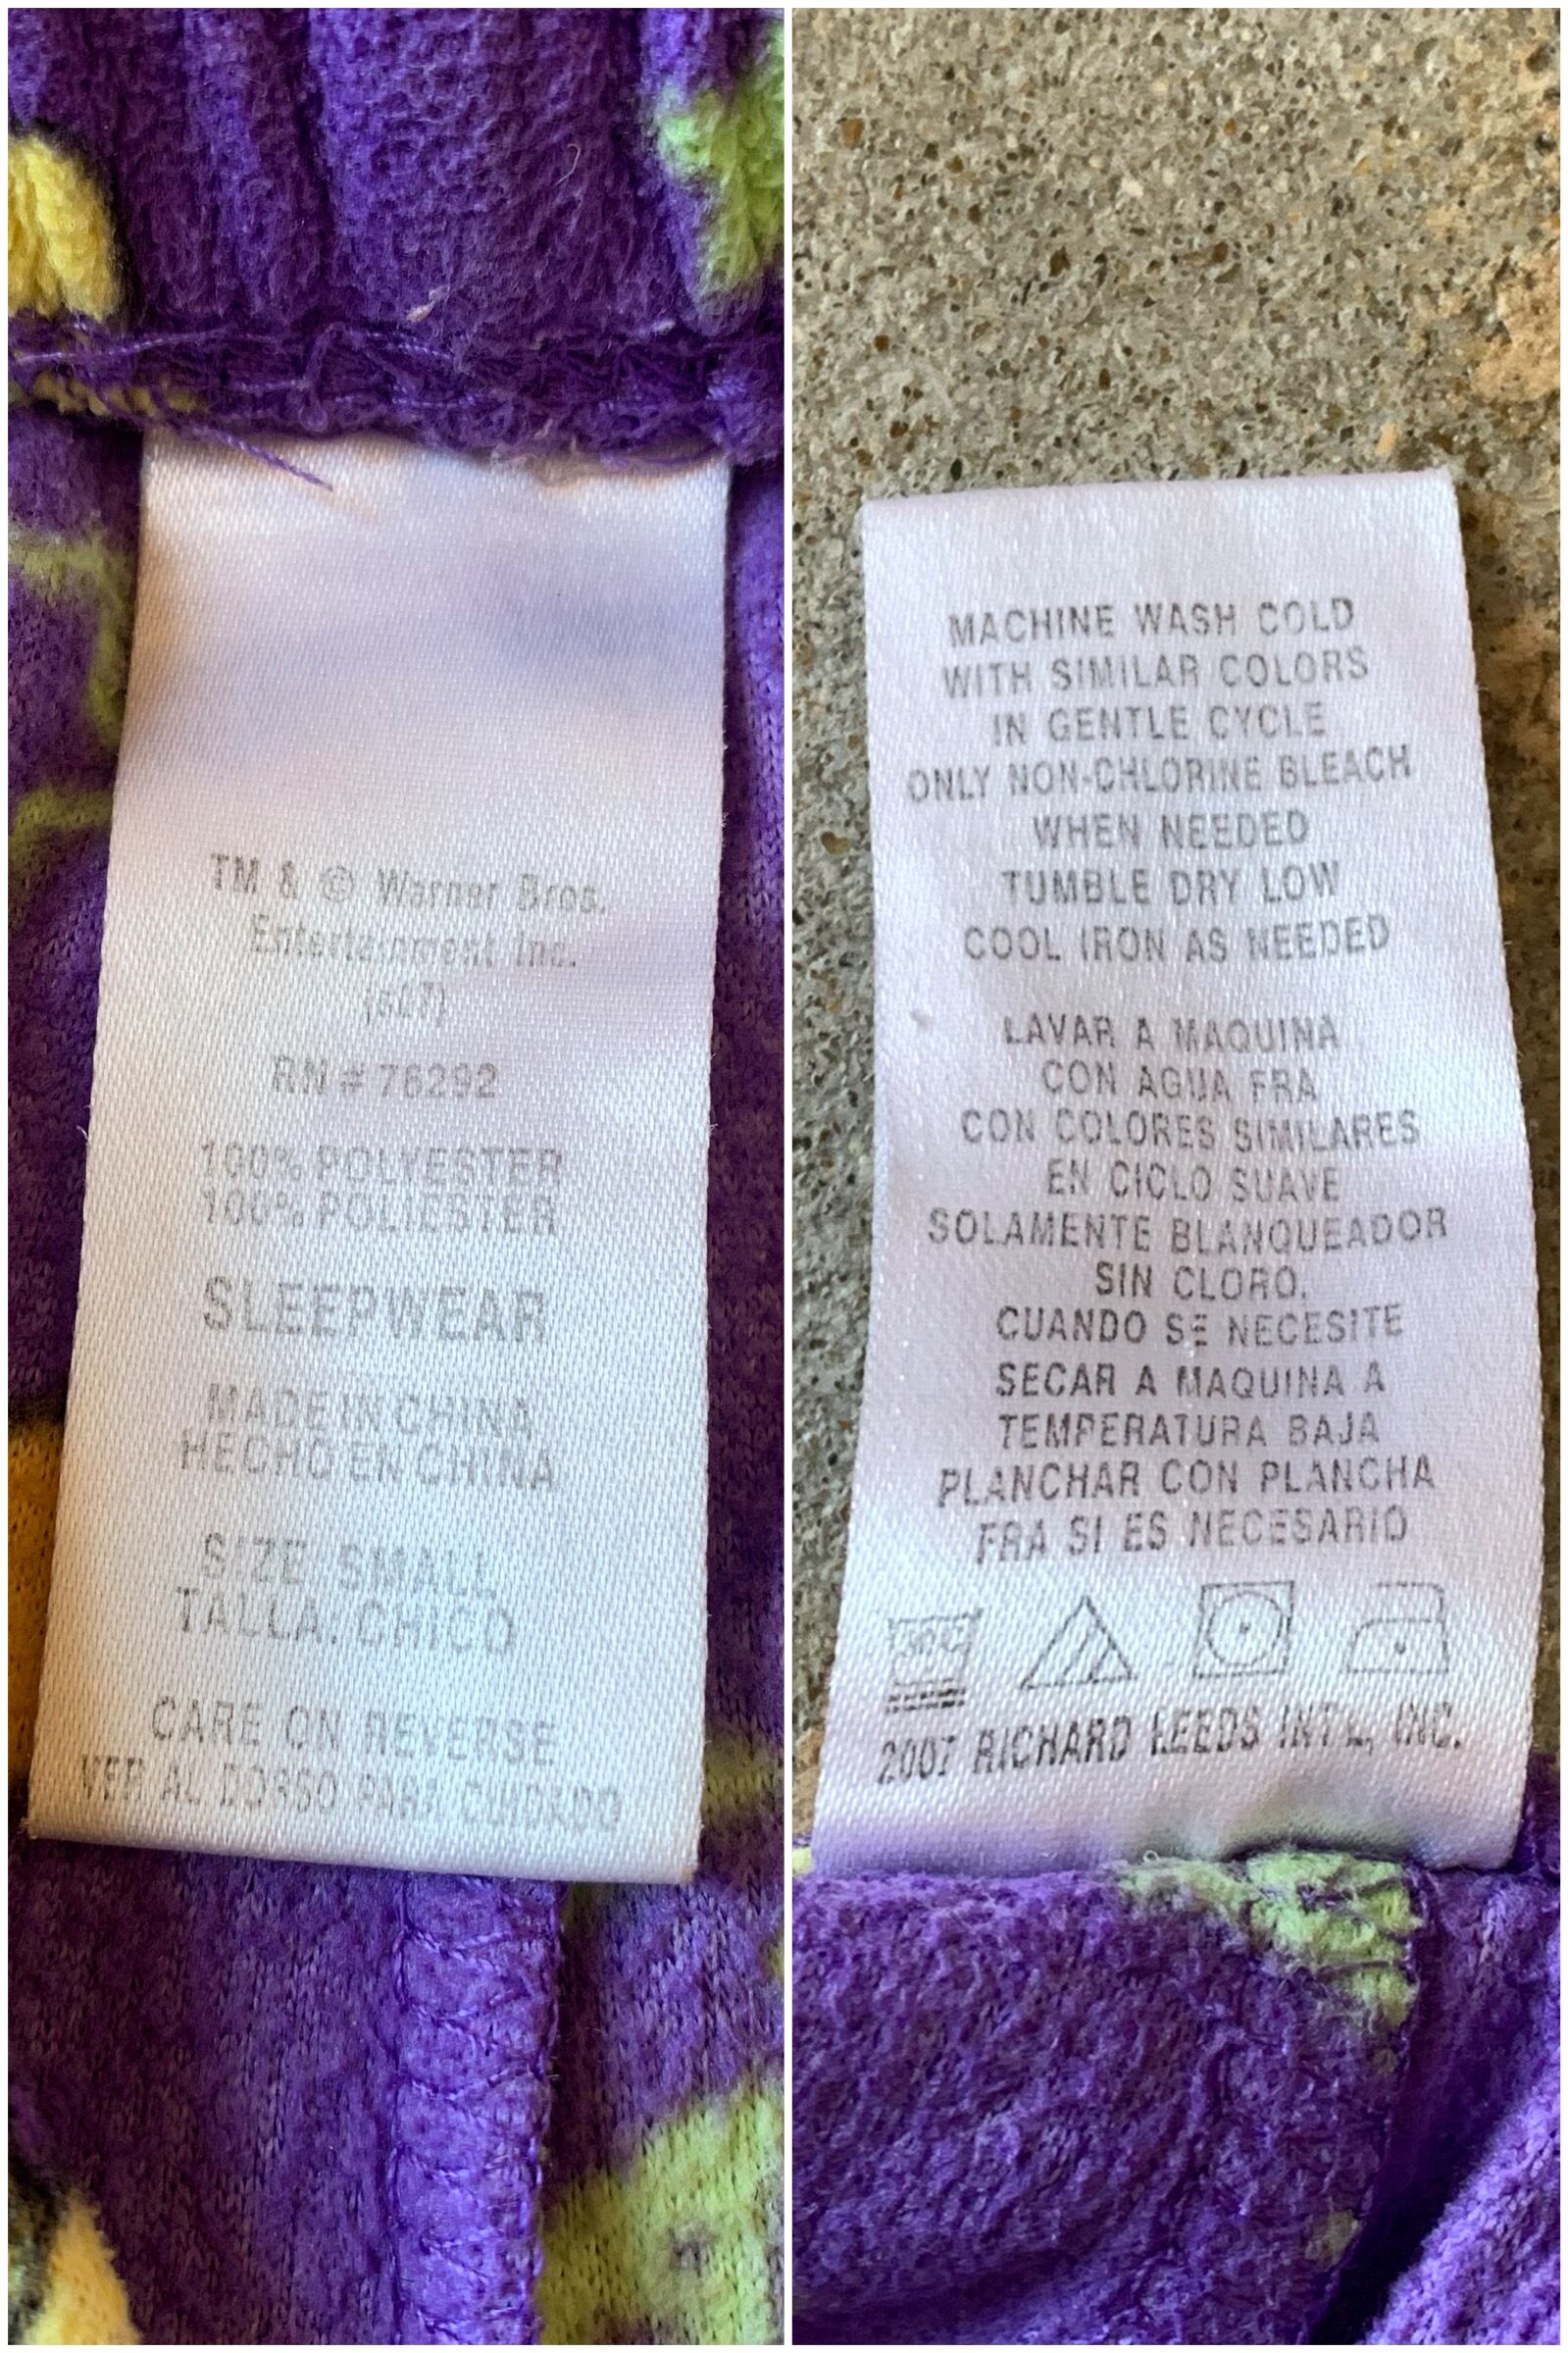 TM & © Warner Bros.
Entertainment Inc.
(s07)
RN # 76292
100% POLYESTER
100% POLIESTER
SLEEPWEAR
MADE IN CHINA
HECHO EN CHINA
SIZE: SMALL
TALLA: CHICO
CARE ON REVERSE
VER AL DORSO PARA CUIDADO
MACHINE WASH COLD
WITH SIMILAR COLORS
IN GENTLE CYCLE
ONLY NON-CHLORINE BLEACH
WHEN NEEDED
TUMBLE DRY LOW
COOL IRON AS NEEDED
LAVAR A MAQUINA
CON AGUA FRA
CON COLORES SIMILARES
EN CICLO SUAVE
SOLAMENTE BLANQUEADOR
SIN CLORO.
CUANDO SE NECESITE
SECAR A MAQUINA A
TEMPERATURA BAJA
PLANCHAR CON PLANCHA
FRA SI ES NECESARIO
30C
2007 RICHARD LEEDS INT'L, INC.